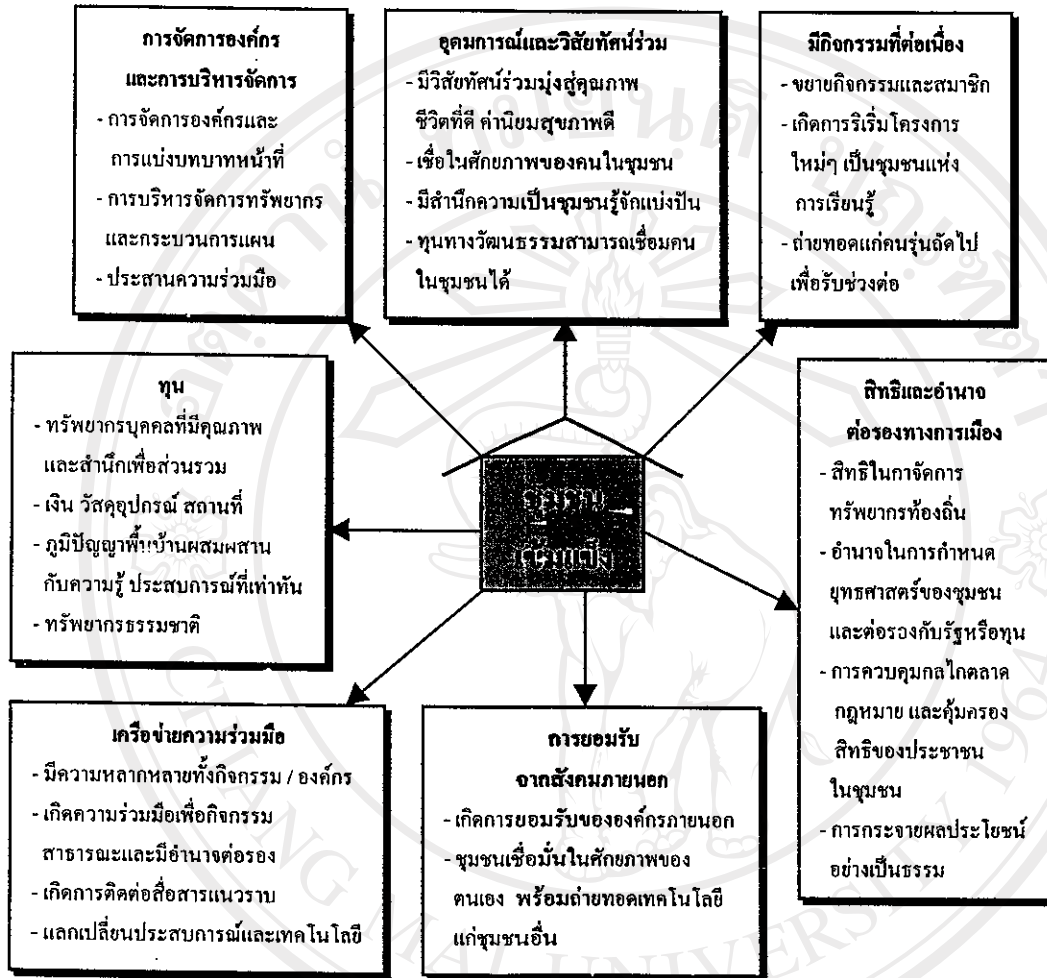 การจัดการองค์กร
และการบริหารจัดการ
- การจัดการองค์กรและ
การแบ่งบทบาทหน้าที่
- การบริหารจัดการทรัพยากร
และกระบวนการแผน
- ประสานความร่วมมือ
อุดมการณ์และวิสัยทัศน์ร่วม
- มีวิสัยทัศน์ร่วมมุ่งสู่คุณภาพ
ชีวิตที่ดี ค่านิยมสุขภาพดี
- เชื่อในศักยภาพของคนในชุมชน
- มีสำนึกความเป็นชุมชนรู้จักแบ่งปัน
- ทุนทางวัฒนธรรมสามารถเชื่อมคน
ในชุมชนได้
มีกิจกรรมที่ต่อเนื่อง
- ขยายกิจกรรมและสมาชิก
- เกิดการริเริ่มโครงการ
ใหม่ๆ เป็นชุมชนแห่ง
การเรียนรู้
- ถ่ายทอดแก่คนรุ่นถัดไป
เพื่อรับช่วงต่อ
ทุน
- ทรัพยากรบุคคลที่มีคุณภาพ
และสำนึกเพื่อส่วนรวม
- เงิน วัสดุอุปกรณ์ สถานที่
- ภูมิปัญญาพื้นบ้านผสมผสาน
กับความรู้ ประสบการณ์ที่เท่าทัน
- ทรัพยากรธรรมชาติ
ชุมชน
เข้มแข็ง
สิทธิและอำนาจ
ต่อรองทางการเมือง
- สิทธิในกาจัดการ
ทรัพยากรท้องถิ่น
- อำนาจในการกำหนด
ยุทธศาสตร์ของชุมชน
และต่อรองกับรัฐหรือทุน
- การควบคุมกลไกตลาด
กฎหมาย และคุ้มครอง
สิทธิของประชาชน
ในชุมชน
- การกระจายผลประโยชน์
อย่างเป็นธรรม
เครือข่ายความร่วมมือ
- มีความหลากหลายทั้งกิจกรรม / องค์กร
- เกิดความร่วมมือเพื่อกิจกรรม
สาธารณะและมีอำนาจต่อรอง
- เกิดการติดต่อสื่อสารแนวราบ
- แลกเปลี่ยนประสบการณ์และเทคโนโลยี
การยอมรับ
จากสังคมภายนอก
- เกิดการยอมรับขององค์กรภายนอก
- ชุมชนเชื่อมั่นในศักยภาพของ
ตนเอง พร้อมถ่ายทอดเทคโนโลยี
แก่ชุมชนอื่น
CHIANG MAI UNIVERSITY 1964